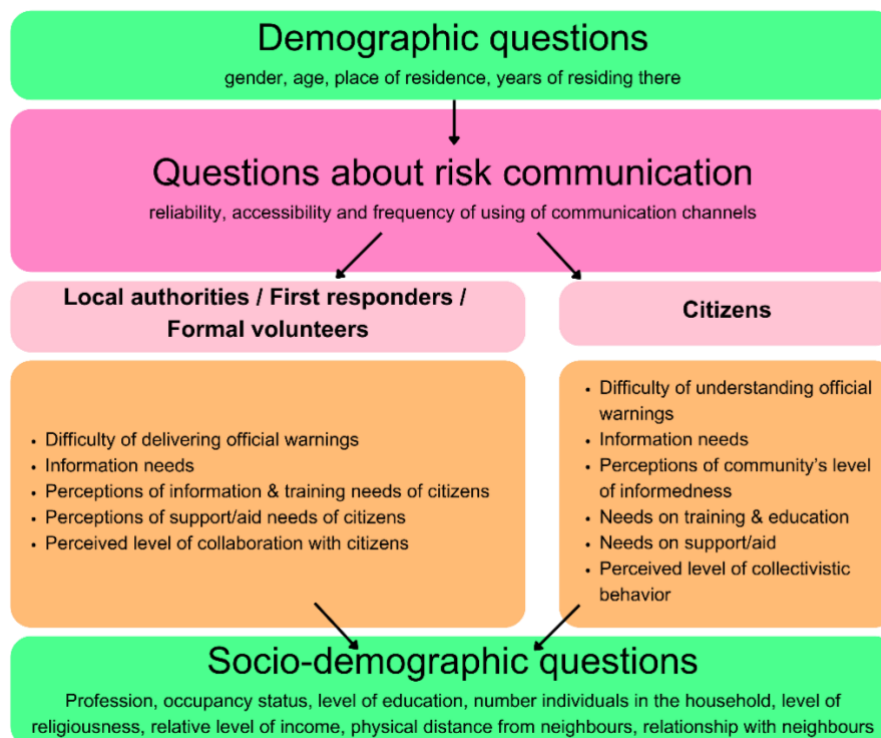 Demographic questions
gender, age, place of residence, years of residing there
Questions about risk communication
reliability, accessibility and frequency of using of communication channels
Local authorities / First responders /
Formal volunteers
• Difficulty of delivering official warnings
• Information needs
• Perceptions of information & training needs of citizens
• Perceptions of support/aid needs of citizens
• Perceived level of collaboration with citizens
Citizens
• Difficulty of understanding official
warnings
• Information needs
• Perceptions of community's level
of informedness
• Needs on training & education
• Needs on support/aid
• Perceived level of collectivistic
behavior
Socio-demographic questions
Profession, occupancy status, level of education, number individuals in the household, level of
religiousness, relative level of income, physical distance from neighbours, relationship with neighbours